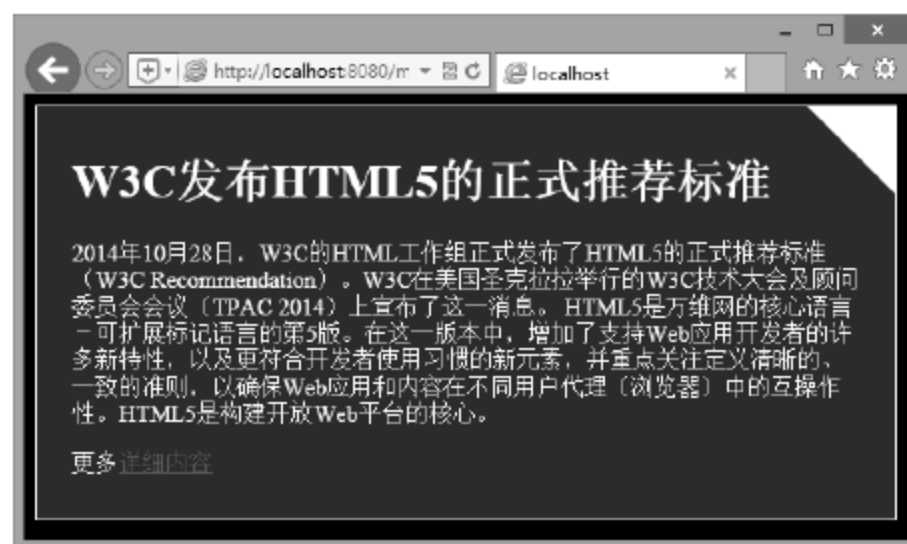 http://localhost:8080/m
localhost
W3C发布HTML5的正式推荐标准
2014年10月28日，W3C的HTML工作组正式发布了HTML5的正式推荐标准
（W3C Recommendation）。W3C在美国圣克拉拉举行的W3C技术大会及顾问
委员会会议（TPAC 2014）上宣布了这一消息。 HTML5是万维网的核心语言
－可扩展标记语言的第5版。在这一版本中，增加了支持Web应用开发者的许
多新特性，以及更符合开发者使用习惯的新元素，并重点关注定义清晰的、
一致的准则，以确保Web应用和内容在不同用户代理（浏览器）中的互操作
性。HTML5是构建开放Web平台的核心。
更多详细内容